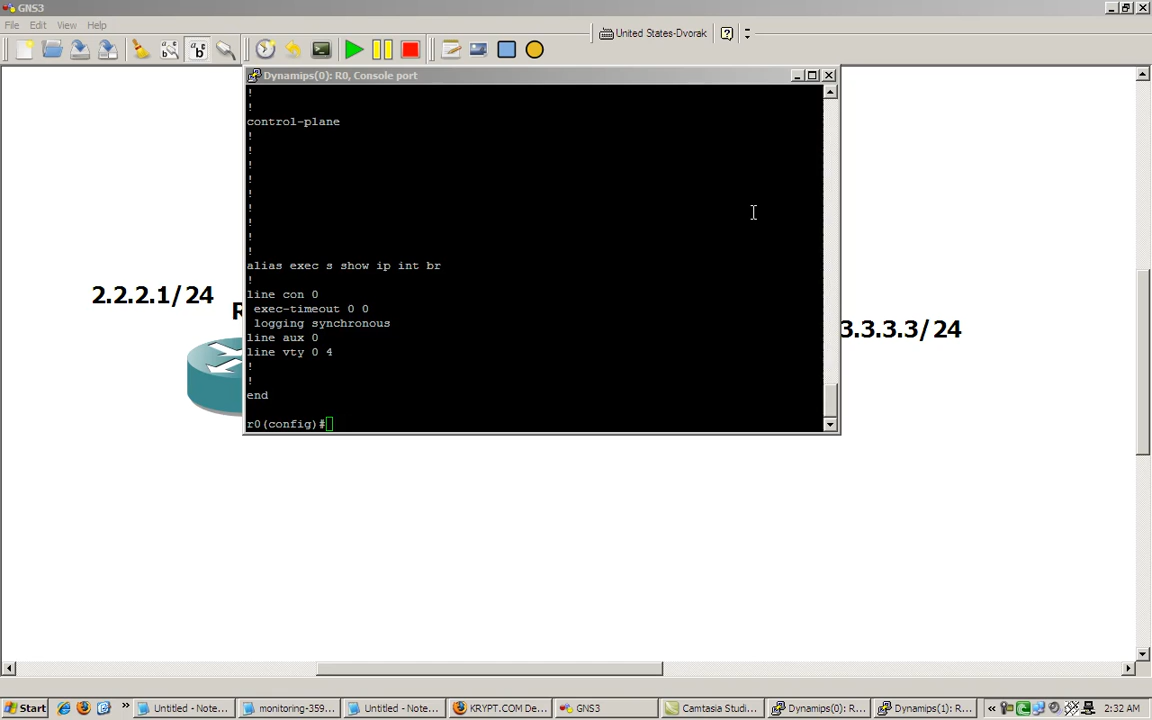 GNS3
File Edit View Help
United States-Dvorak
Dynamips(0): R0, Console port
!
!
control-plane
!
!
!
!
!
!
!
!
!
alias exec s show ip int br
!
line con 0
exec-timeout 0 0
logging synchronous
line aux 0
line vty 0 4
!
!
end
r0(config)#
2.2.2.1/24
R
3.3.3.3/24
Start
Untitled - Note...
monitoring-359...
Untitled - Note...
KRYPT.COM De...
GNS3
Camtasia Studi...
Dynamips(0): R...
Dynamips(1): R...
2:32 AM